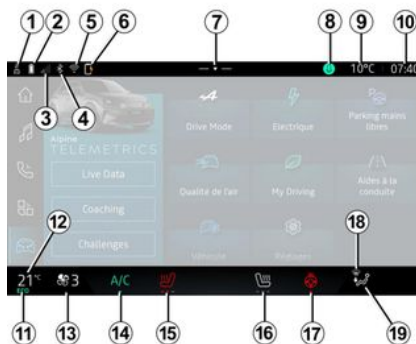 1
2
5
6
7
8
9
10
10°C
07:40
3
4
Alpine
TELEMETRICS
Live Data
Coaching
Challenges
Drive Mode
Electrique
Parking mains
libres
Qualité de l'air
My Driving
Aides à la
conduite
Véhicule
Réglages
12
18
21°C
ECO
3
A/C
11
13
14
15
16
17
19